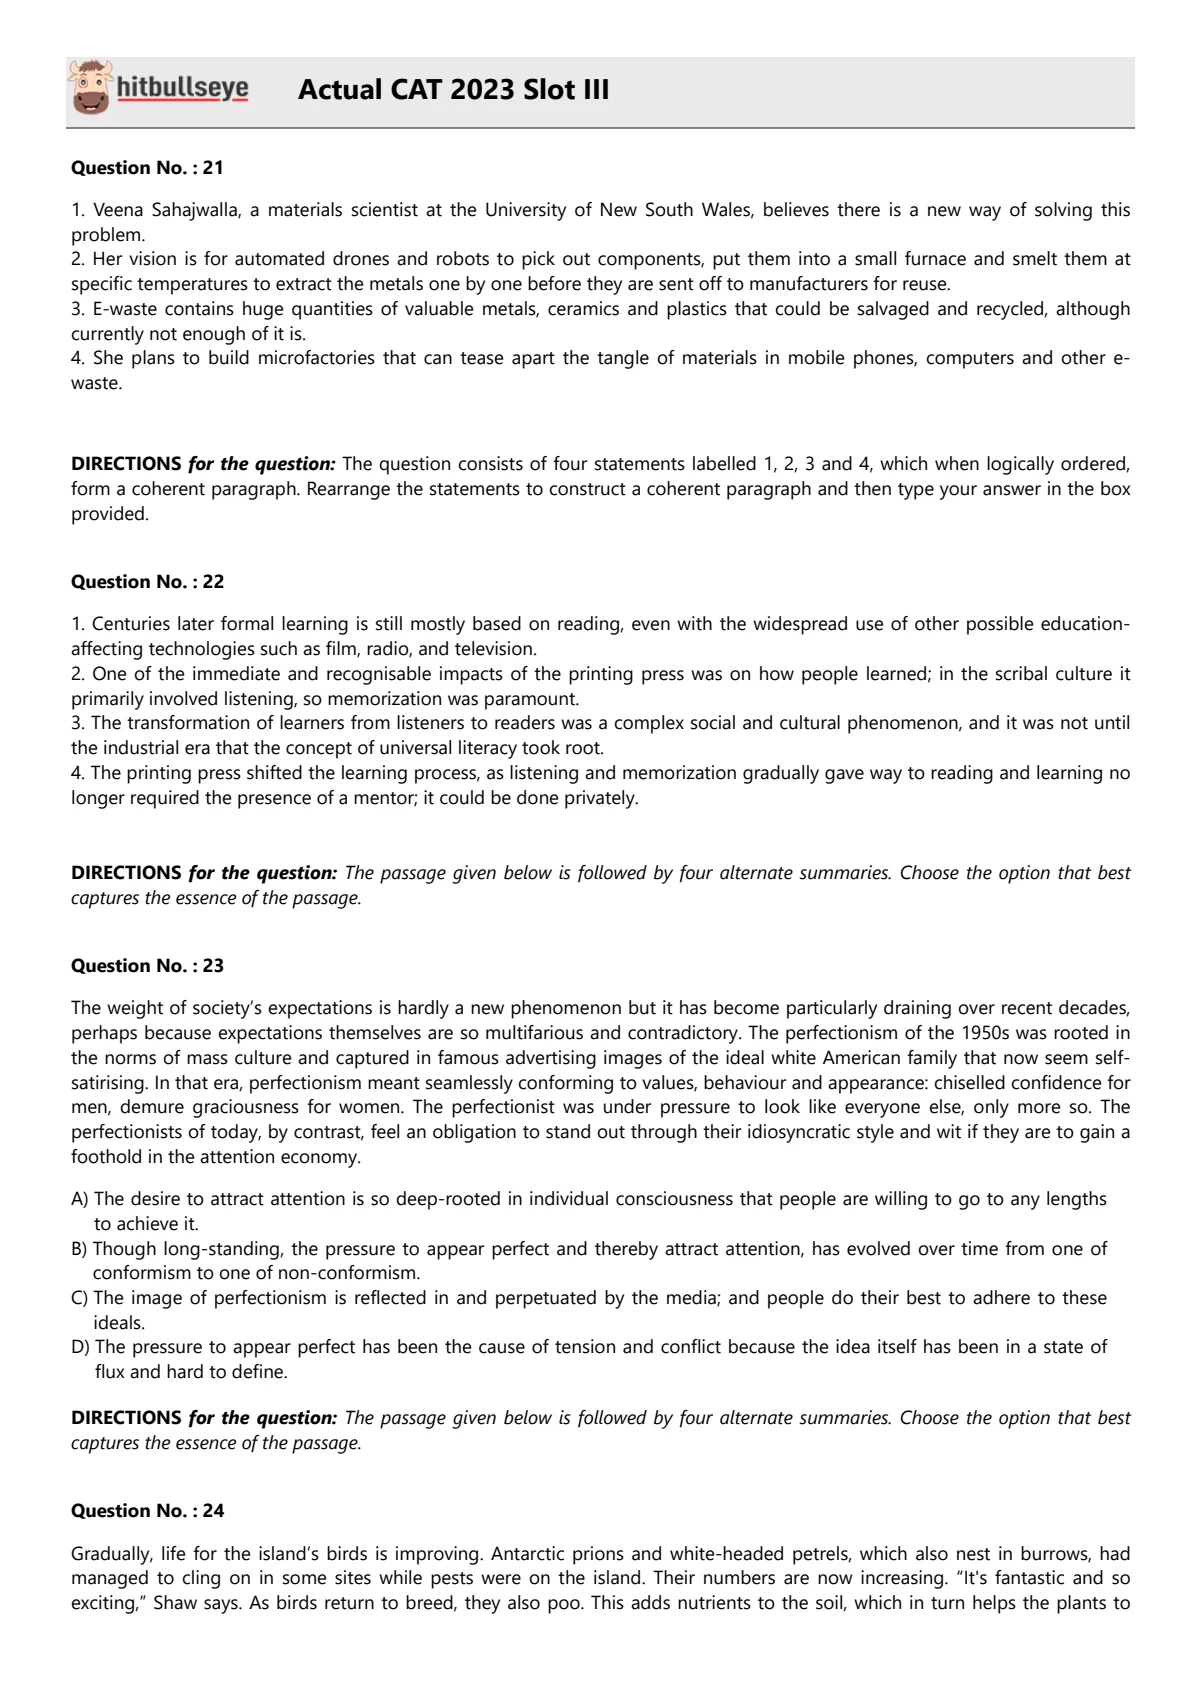 hitbullseye
Actual CAT 2023 Slot III
Question No. : 21
1. Veena Sahajwalla, a materials scientist at the University of New South Wales, believes there is a new way of solving this
problem.
2. Her vision is for automated drones and robots to pick out components, put them into a small furnace and smelt them at
specific temperatures to extract the metals one by one before they are sent off to manufacturers for reuse.
3. E-waste contains huge quantities of valuable metals, ceramics and plastics that could be salvaged and recycled, although
currently not enough of it is.
4. She plans to build microfactories that can tease apart the tangle of materials in mobile phones, computers and other e-
waste.
DIRECTIONS for the question: The question consists of four statements labelled 1, 2, 3 and 4, which when logically ordered,
form a coherent paragraph. Rearrange the statements to construct a coherent paragraph and then type your answer in the box
provided.
Question No. : 22
1. Centuries later formal learning is still mostly based on reading, even with the widespread use of other possible education-
affecting technologies such as film, radio, and television.
2. One of the immediate and recognisable impacts of the printing press was on how people learned; in the scribal culture it
primarily involved listening, so memorization was paramount.
3. The transformation of learners from listeners to readers was a complex social and cultural phenomenon, and it was not until
the industrial era that the concept of universal literacy took root.
4. The printing press shifted the learning process, as listening and memorization gradually gave way to reading and learning no
longer required the presence of a mentor; it could be done privately.
DIRECTIONS for the question: The passage given below is followed by four alternate summaries. Choose the option that best
captures the essence of the passage.
Question No. : 23
The weight of society's expectations is hardly a new phenomenon but it has become particularly draining over recent decades,
perhaps because expectations themselves are so multifarious and contradictory. The perfectionism of the 1950s was rooted in
the norms of mass culture and captured in famous advertising images of the ideal white American family that now seem self-
satirising. In that era, perfectionism meant seamlessly conforming to values, behaviour and appearance: chiselled confidence for
men, demure graciousness for women. The perfectionist was under pressure to look like everyone else, only more so. The
perfectionists of today, by contrast, feel an obligation to stand out through their idiosyncratic style and wit if they are to gain a
foothold in the attention economy.
A) The desire to attract attention is so deep-rooted in individual consciousness that people are willing to go to any lengths
to achieve it.
B) Though long-standing, the pressure to appear perfect and thereby attract attention, has evolved over time from one of
conformism to one of non-conformism.
C) The image of perfectionism is reflected in and perpetuated by the media; and people do their best to adhere to these
ideals.
D) The pressure to appear perfect has been the cause of tension and conflict because the idea itself has been in a state of
flux and hard to define.
DIRECTIONS for the question: The passage given below is followed by four alternate summaries. Choose the option that best
captures the essence of the passage.
Question No. : 24
Gradually, life for the island's birds is improving. Antarctic prions and white-headed petrels, which also nest in burrows, had
managed to cling on in some sites while pests were on the island. Their numbers are now increasing. "It's fantastic and so
exciting," Shaw says. As birds return to breed, they also poo. This adds nutrients to the soil, which in turn helps the plants to